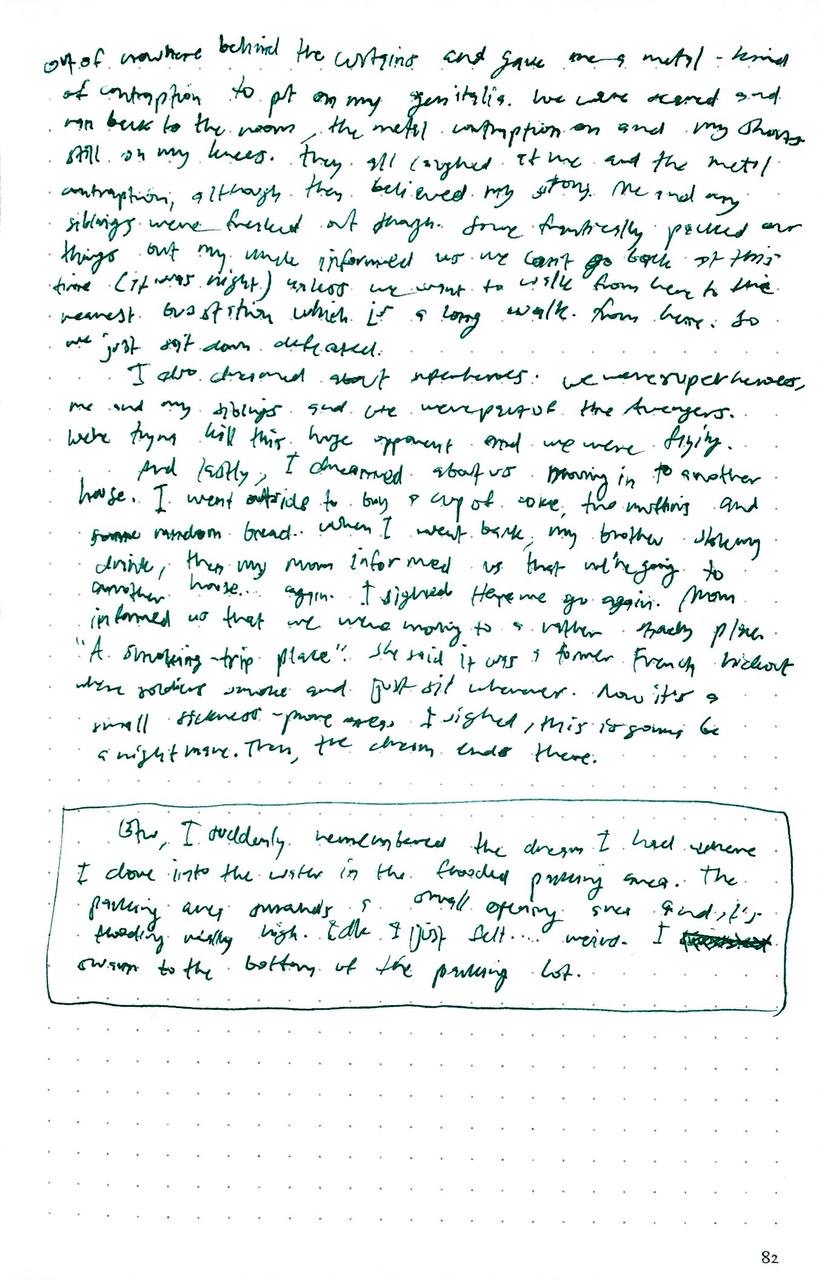 out of nowhere behind the curtains and gave me a metal-kind
of contraption to put on my genitalia. We were scared and
ran back to the room, the metal contraption on and my shorts
still on my knees. They all laughed at me and the metal
contraption, although they believed my story. Me and my
siblings were freaked out though. Some frantically packed our
things but my uncle informed us we can't go back at this
time (it was night) unless we want to walk from here to the
nearest bus station which is a long walk from here. So
we just sat down defeated.
I also dreamed about superheroes. We were superheroes,
me and my siblings and we were part of the Avengers.
We're tryna kill this huge opponent and we were flying.
And lastly, I dreamed about us moving in to another
house. I went outside to buy a cup of coke, two muffins and
some random bread. When I went back, my brother stole my
drink, then my mom informed us that we're going to
another house... again. I sighed. Here we go again. Mom
informed us that we were moving to a rather shady place.
"A smoking-trip place". She said it was a former French hideout
where soldiers smoke and just sit wherever. Now it's a
small sickness-prone area. I sighed, this is gonna be
a nightmare. Then, the dream ends there.
Btw, I suddenly remembered the dream I had where
I dove into the water in the flooded parking area. The
parking area surrounds a small opening area and it's
flooding really high. Idk I just felt.... weird. I
swam to the bottom of the parking lot.
82